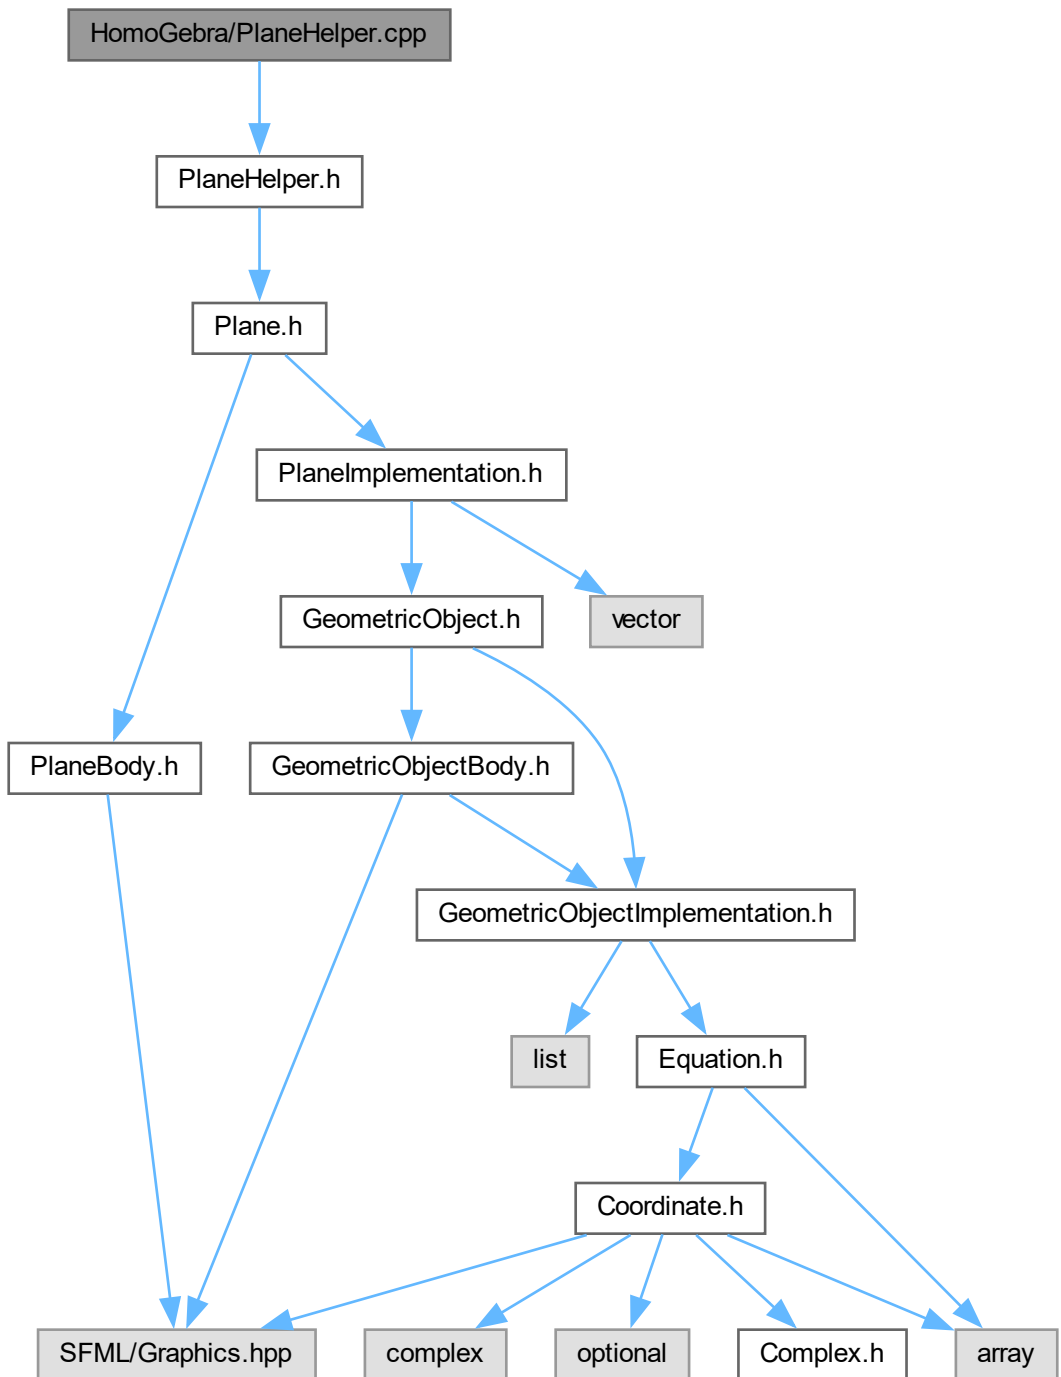 HomoGebra/PlaneHelper.cpp
PlaneHelper.h
Plane.h
PlaneImplementation.h
GeometricObject.h
vector
PlaneBody.h
GeometricObjectBody.h
GeometricObjectImplementation.h
list
Equation.h
Coordinate.h
SFML/Graphics.hpp
complex
optional
Complex.h
array